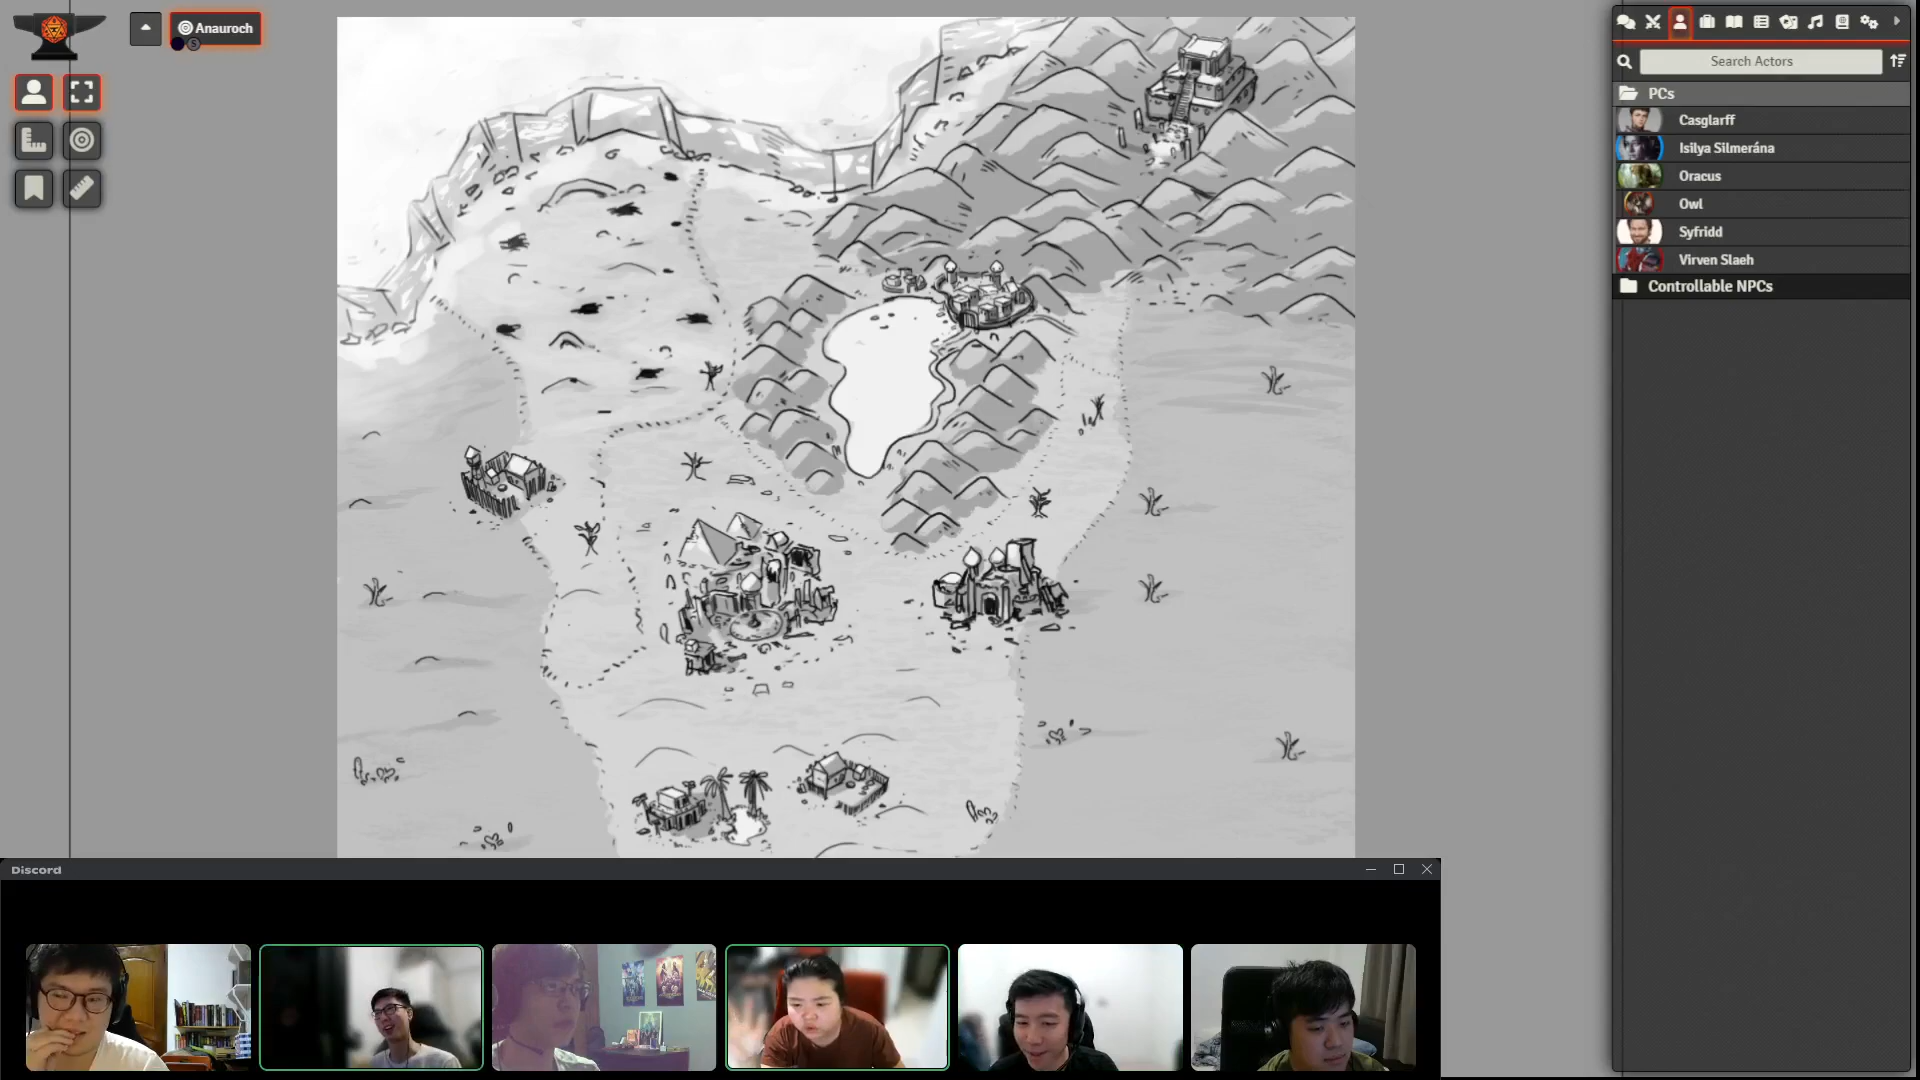 Anauroch
S
Search Actors
PCs
Casglarff
Isilya Silmerána
Oracus
Owl
Syfridd
Virven Slaeh
Controllable NPCs
Discord